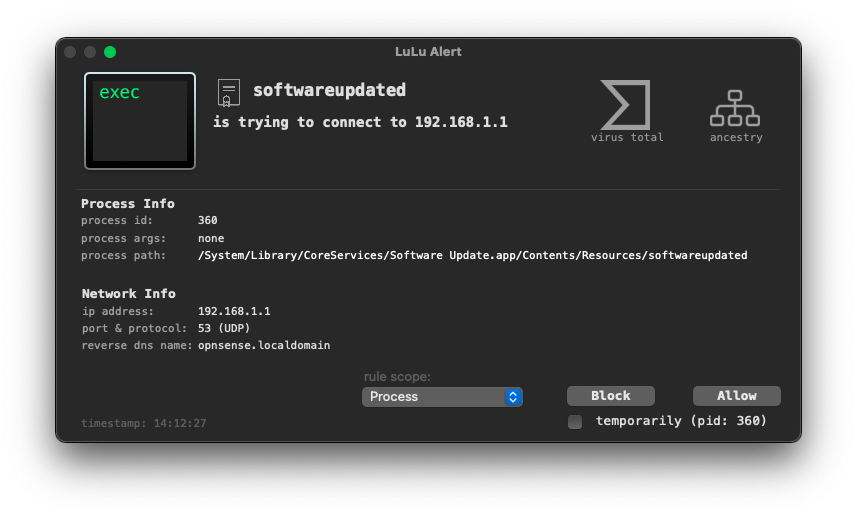 LuLu Alert
exec
softwareupdated
is trying to connect to 192.168.1.1
virus total
ancestry
Process Info
process id: 360
process args: none
process path: /System/Library/CoreServices/Software Update.app/Contents/Resources/softwareupdated
Network Info
ip address: 192.168.1.1
port & protocol: 53 (UDP)
reverse dns name: opnsense.localdomain
rule scope:
Process
Block
Allow
timestamp: 14:12:27
temporarily (pid: 360)